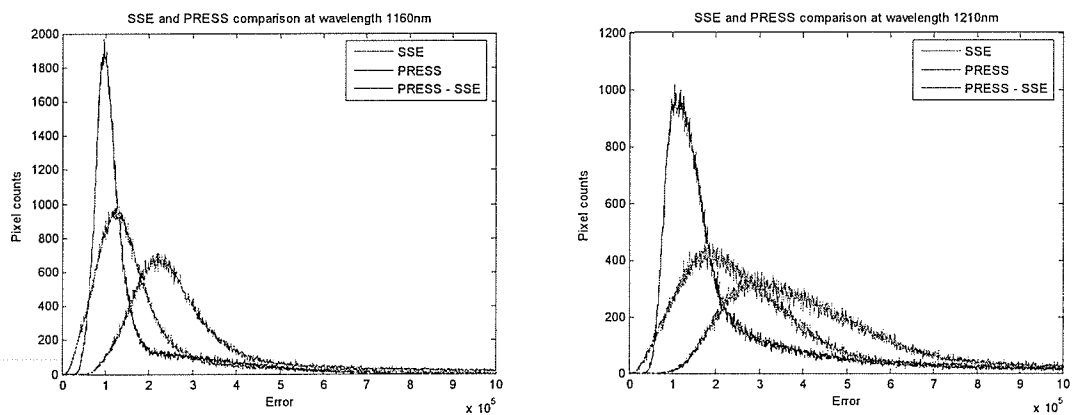 SSE and PRESS comparison at wavelength 1160nm
2000
1800
1600
1400
1200
1000
800
600
400
200
0
Pixel counts
SSE
PRESS
PRESS - SSE
0 1 2 3 4 5 6 7 8 9 10
Error
x 10^5
SSE and PRESS comparison at wavelength 1210nm
1200
1000
800
600
400
200
0
Pixel counts
SSE
PRESS
PRESS - SSE
0 1 2 3 4 5 6 7 8 9 10
Error
x 10^5